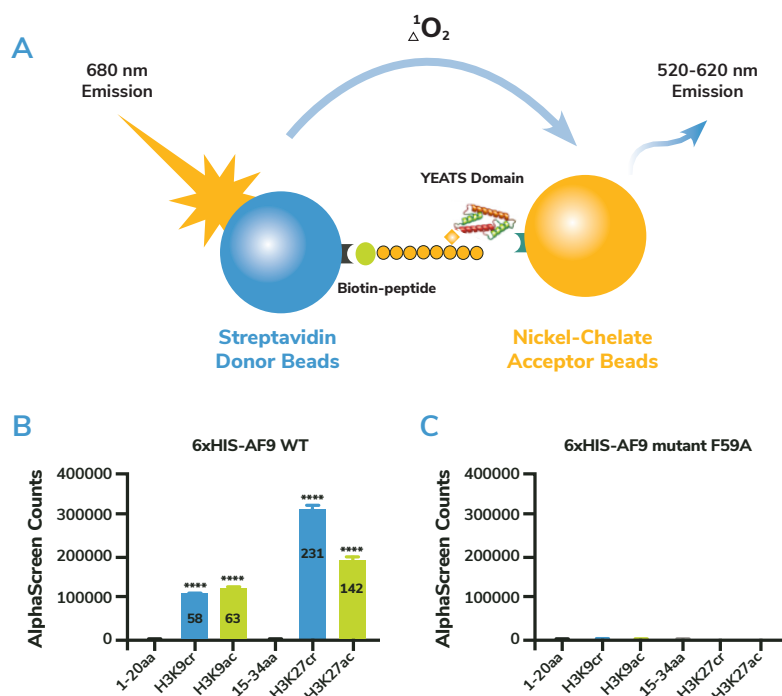 A
¹ΔO₂
680 nm
Emission
520-620 nm
Emission
YEATS Domain
Biotin-peptide
Streptavidin
Donor Beads
Nickel-Chelate
Acceptor Beads
B
6xHIS-AF9 WT
AlphaScreen Counts
400000
300000
200000
100000
0
****
58
****
63
****
231
****
142
1-20aa
H3K9cr
H3K9ac
15-34aa
H3K27cr
H3K27ac
C
6xHIS-AF9 mutant F59A
AlphaScreen Counts
400000
300000
200000
100000
0
1-20aa
H3K9cr
H3K9ac
15-34aa
H3K27cr
H3K27ac